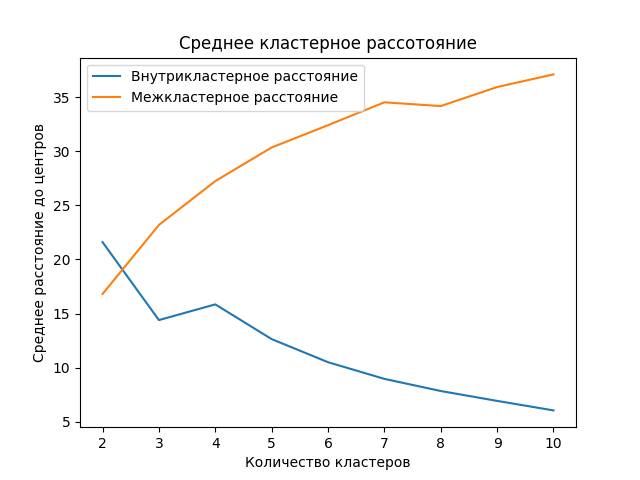 Среднее кластерное рассотояние
Внутрикластерное расстояние
Межкластерное расстояние
Среднее расстояние до центров
35
30
25
20
15
10
5
2 3 4 5 6 7 8 9 10
Количество кластеров